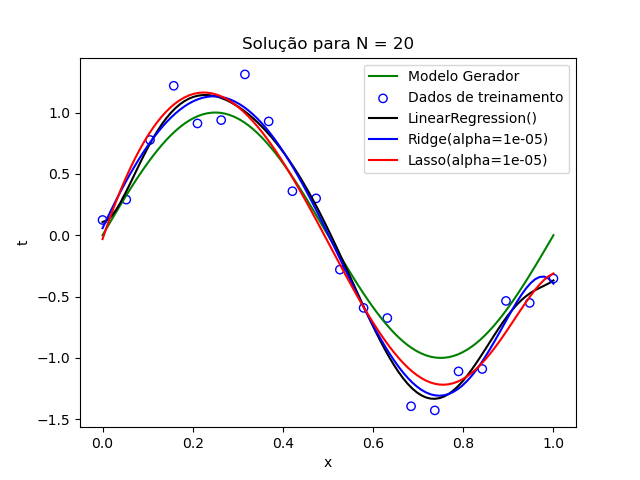 Solução para N = 20
Modelo Gerador
Dados de treinamento
LinearRegression()
Ridge(alpha=1e-05)
Lasso(alpha=1e-05)
1.0
0.5
0.0
−0.5
−1.0
−1.5
t
0.0 0.2 0.4 0.6 0.8 1.0
x